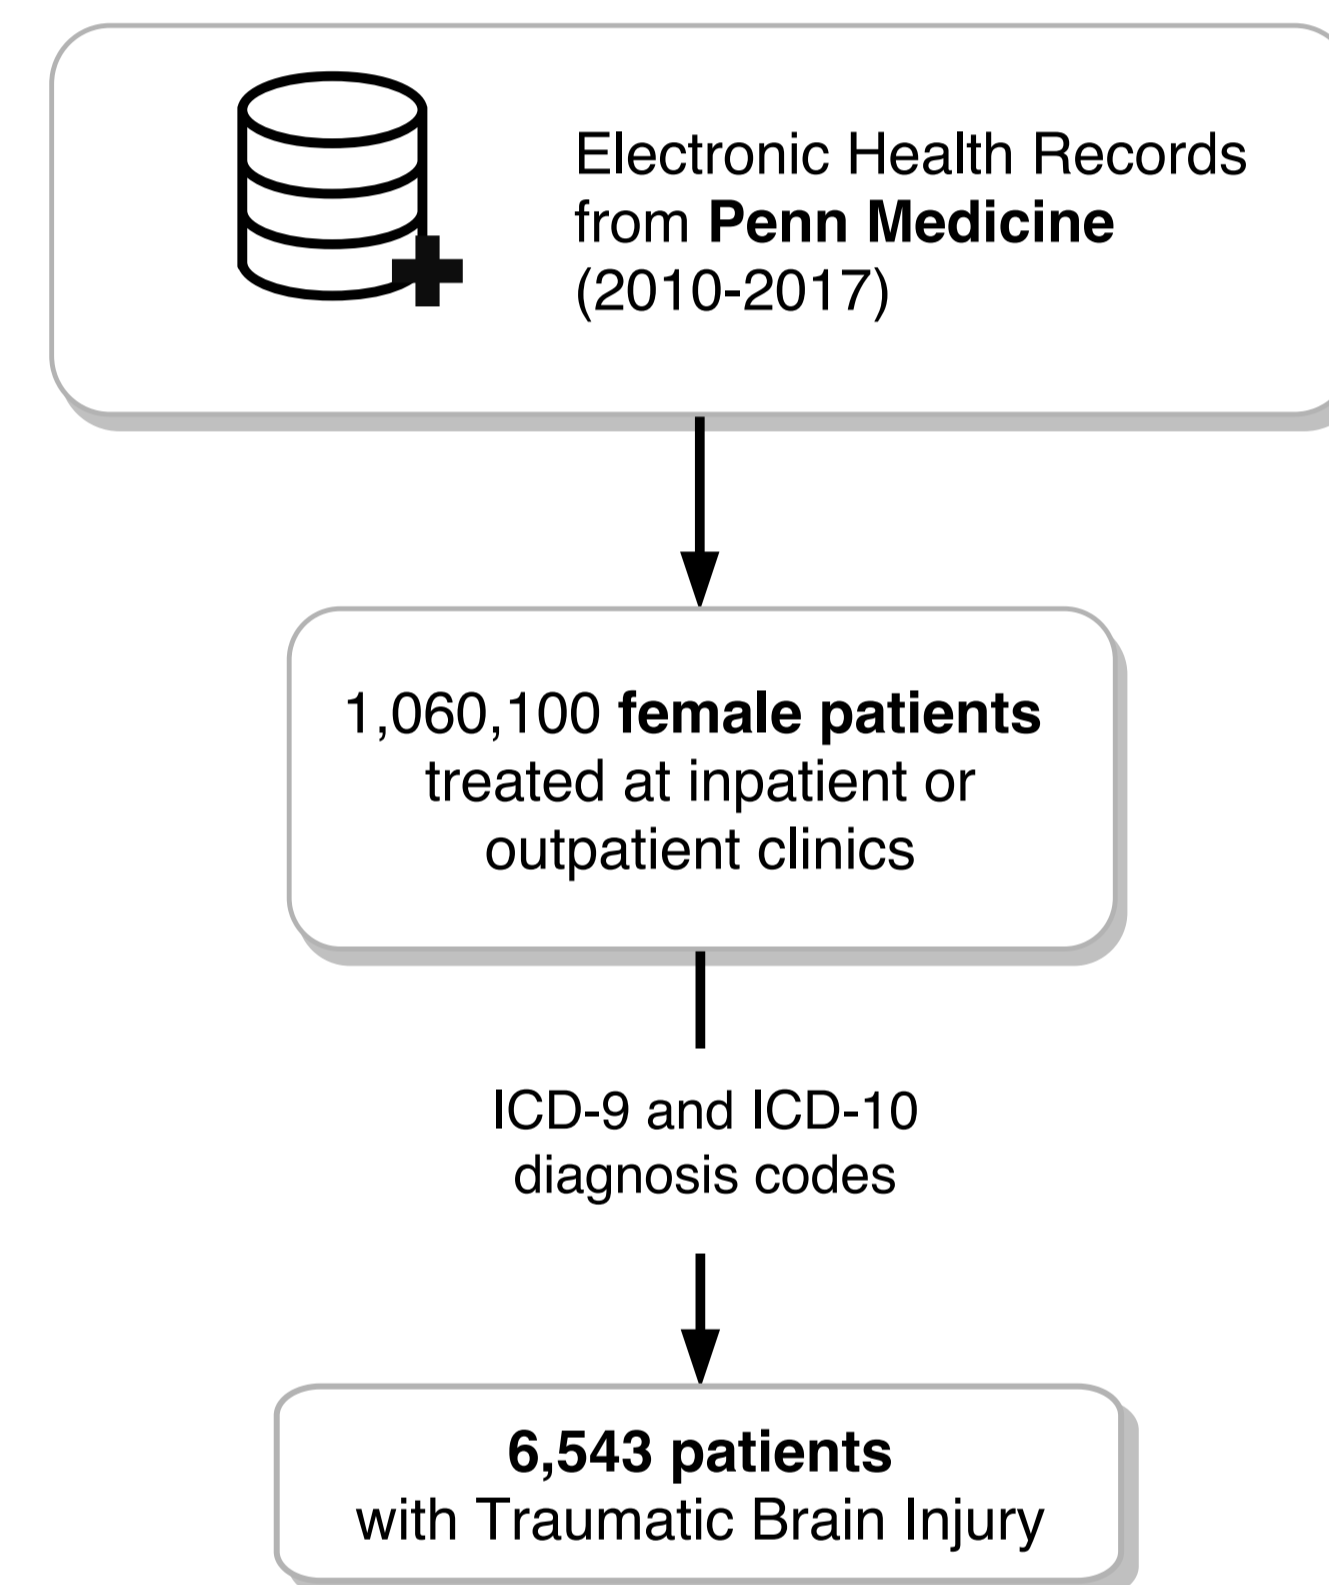 Electronic Health Records
from Penn Medicine
(2010-2017)
1,060,100 female patients
treated at inpatient or
outpatient clinics
ICD-9 and ICD-10
diagnosis codes
6,543 patients
with Traumatic Brain Injury